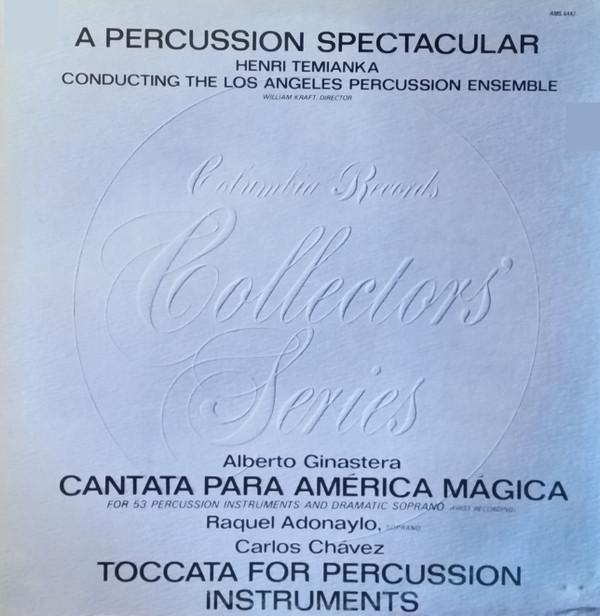 AMS 6447
A PERCUSSION SPECTACULAR
HENRI TEMIANKA
CONDUCTING THE LOS ANGELES PERCUSSION ENSEMBLE
WILLIAM KRAFT, DIRECTOR
Columbia Records
Collectors'
Series
Alberto Ginastera
CANTATA PARA AMÉRICA MÁGICA
FOR 53 PERCUSSION INSTRUMENTS AND DRAMATIC SOPRANO (FIRST RECORDING)
Raquel Adonaylo, SOPRANO
Carlos Chávez
TOCCATA FOR PERCUSSION
INSTRUMENTS